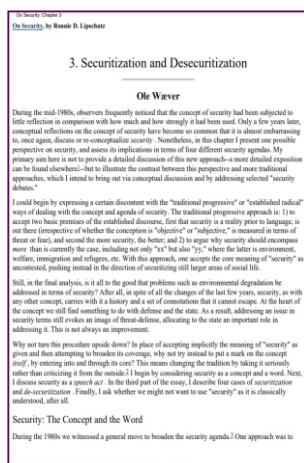 On Security: Chapter 3
On Security, by Ronnie D. Lipschutz
3. Securitization and Desecuritization
Ole Wæver
During the mid-1980s, observers frequently noticed that the concept of security had been subjected to
little reflection in comparison with how much and how strongly it had been used. Only a few years later,
conceptual reflections on the concept of security have become so common that it is almost embarrassing
to, once again, discuss or re-conceptualize security . Nonetheless, in this chapter I present one possible
perspective on security, and assess its implications in terms of four different security agendas. My
primary aim here is not to provide a detailed discussion of this new approach--a more detailed exposition
can be found elsewhere1--but to illustrate the contrast between this perspective and more traditional
approaches, which I intend to bring out via conceptual discussion and by addressing selected "security
debates."
I could begin by expressing a certain discontent with the "traditional progressive" or "established radical"
ways of dealing with the concept and agenda of security. The traditional progressive approach is: 1) to
accept two basic premises of the established discourse, first that security is a reality prior to language, is
out there (irrespective of whether the conception is "objective" or "subjective," is measured in terms of
threat or fear), and second the more security, the better; and 2) to argue why security should encompass
more than is currently the case, including not only "xx" but also "yy," where the latter is environment,
welfare, immigration and refugees, etc. With this approach, one accepts the core meaning of "security" as
uncontested, pushing instead in the direction of securitizing still larger areas of social life.
Still, in the final analysis, is it all to the good that problems such as environmental degradation be
addressed in terms of security? After all, in spite of all the changes of the last few years, security, as with
any other concept, carries with it a history and a set of connotations that it cannot escape. At the heart of
the concept we still find something to do with defense and the state. As a result, addressing an issue in
security terms still evokes an image of threat-defense, allocating to the state an important role in
addressing it. This is not always an improvement.
Why not turn this procedure upside down? In place of accepting implicitly the meaning of "security" as
given and then attempting to broaden its coverage, why not try instead to put a mark on the concept
itself , by entering into and through its core? This means changing the tradition by taking it seriously
rather than criticizing it from the outside.2 I begin by considering security as a concept and a word. Next,
I discuss security as a speech act . In the third part of the essay, I describe four cases of securitization
and de-securitization . Finally, I ask whether we might not want to use "security" as it is classically
understood, after all.
Security: The Concept and the Word
During the 1980s we witnessed a general move to broaden the security agenda.3 One approach was to